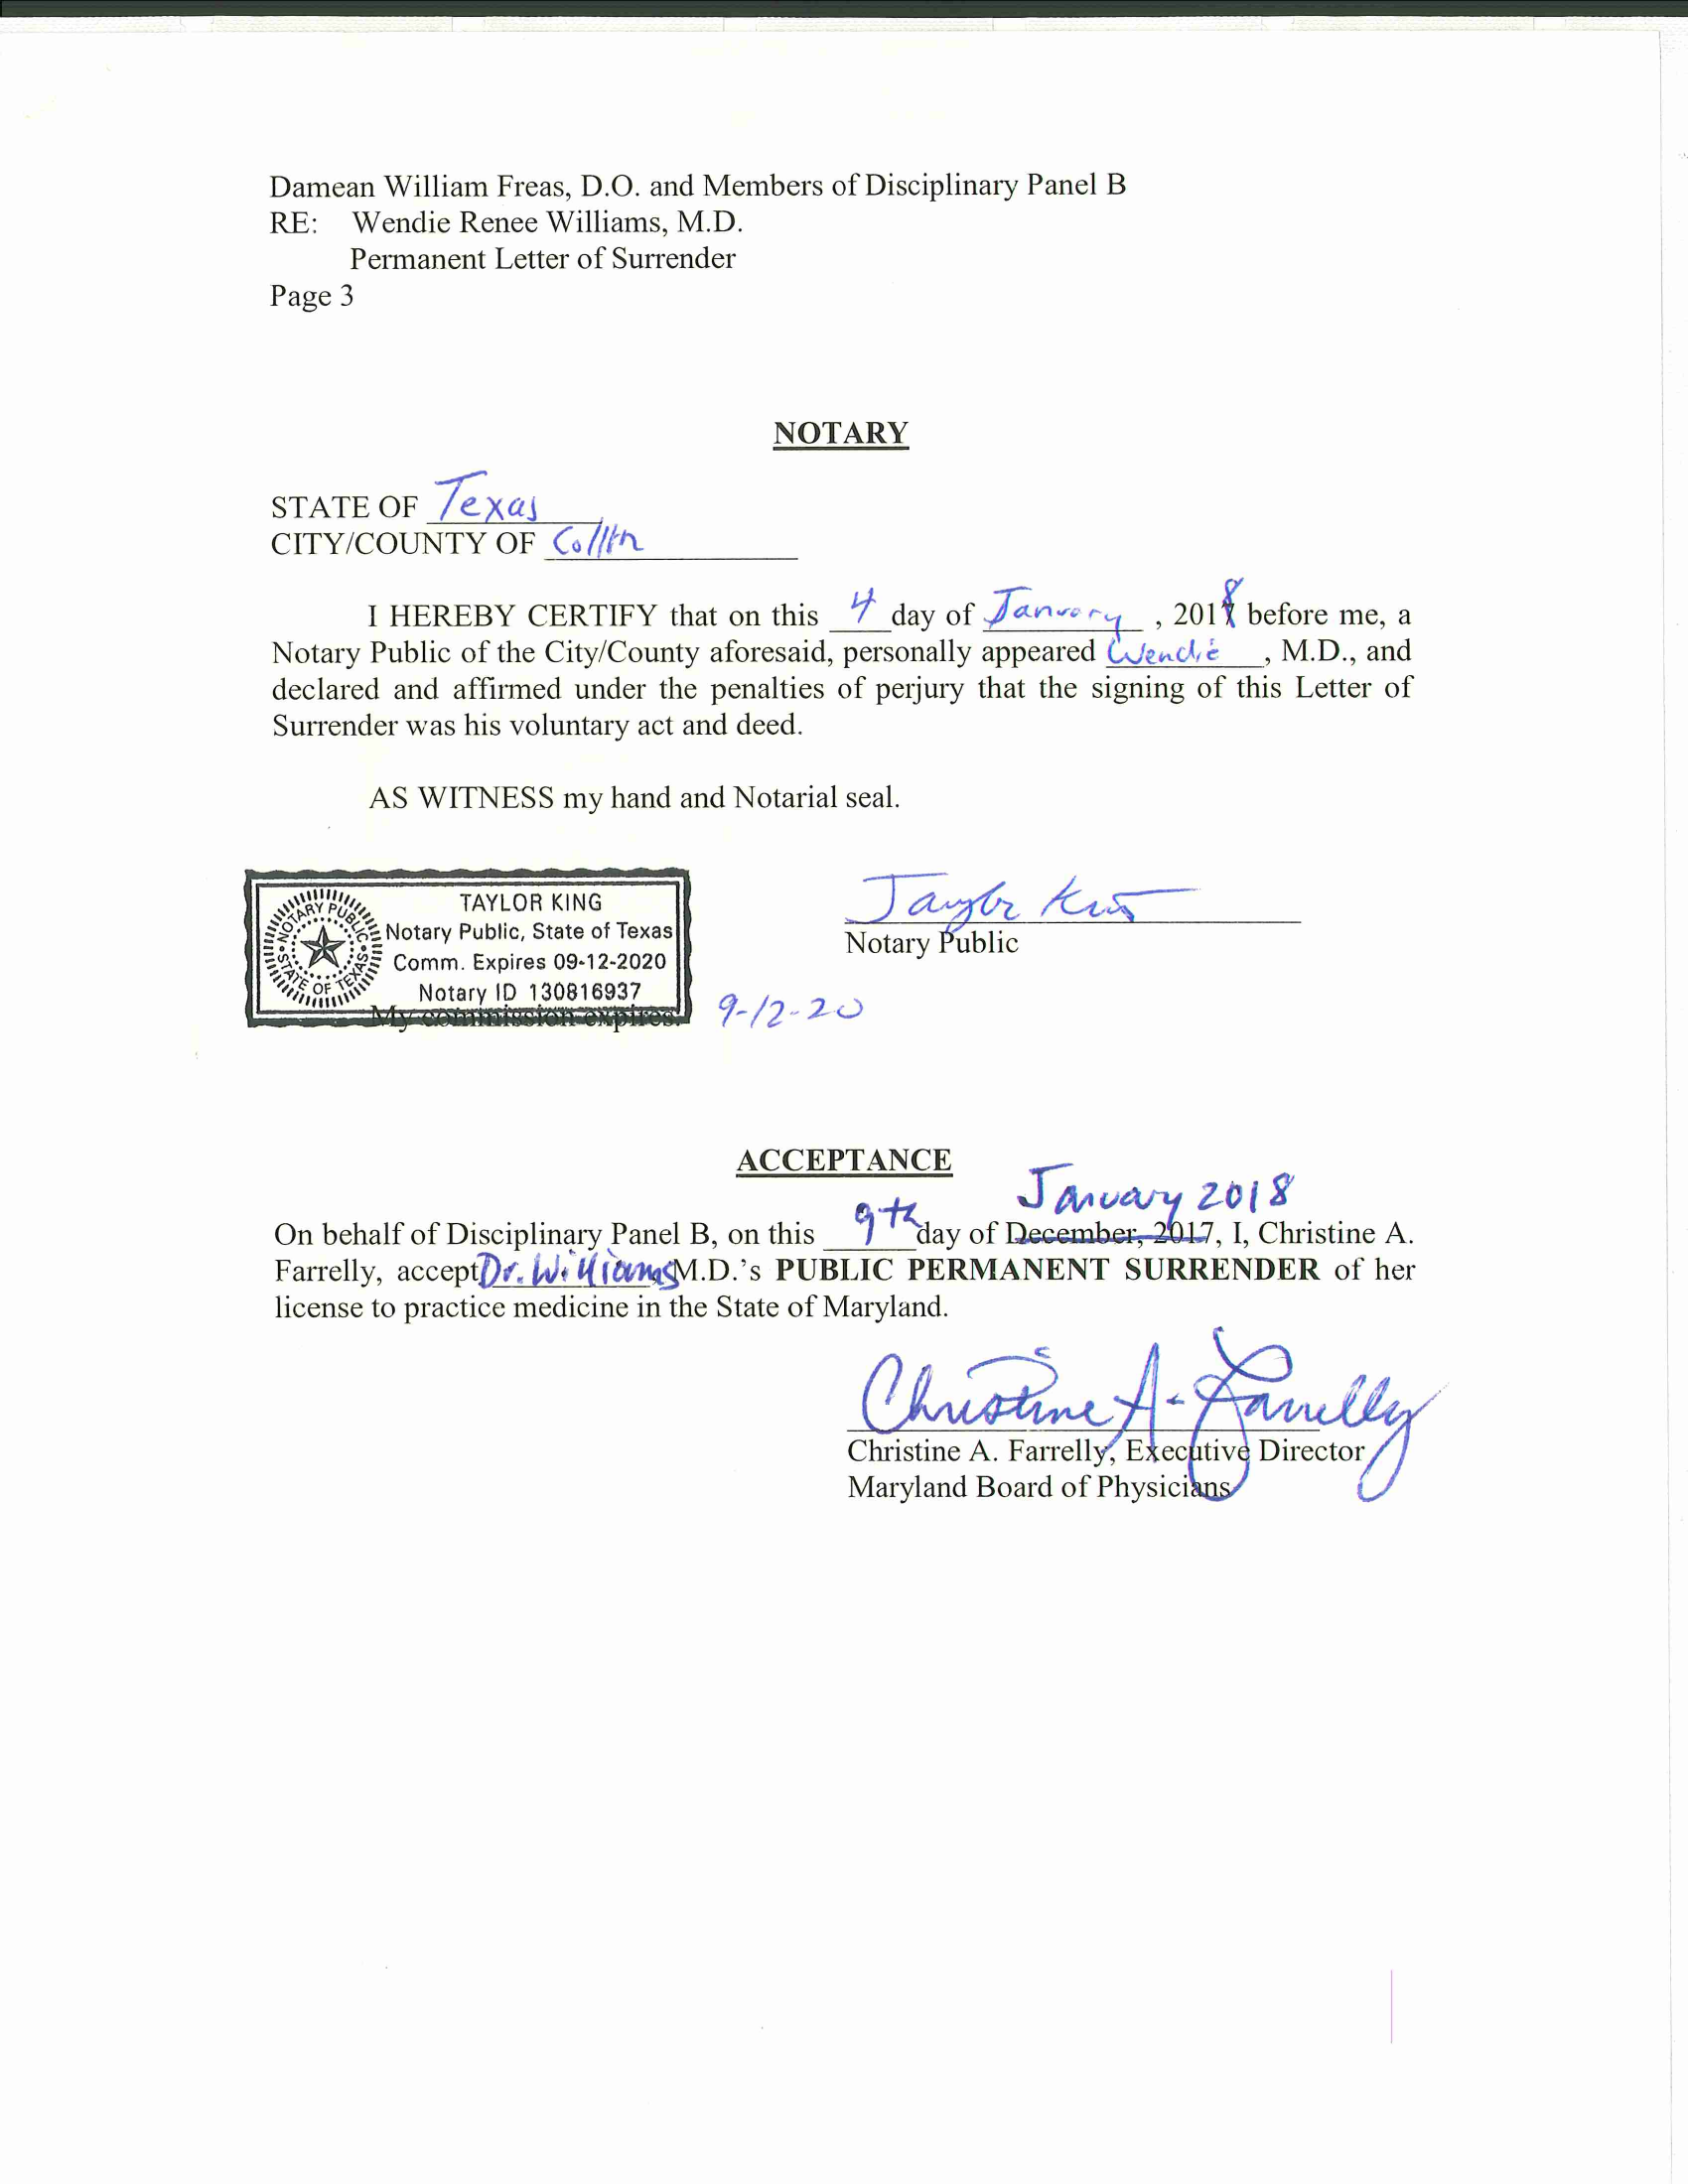 Damean William Freas, D.O. and Members of Disciplinary Panel B
RE: Wendie Renee Williams, M.D.
Permanent Letter of Surrender
Page 3
NOTARY
STATE OF Texas
CITY/COUNTY OF Collin
I HEREBY CERTIFY that on this 4 day of January , 2018 before me, a
Notary Public of the City/County aforesaid, personally appeared Wendie , M.D., and
declared and affirmed under the penalties of perjury that the signing of this Letter of
Surrender was his voluntary act and deed.
AS WITNESS my hand and Notarial seal.
NOTARY PUBLIC
STATE OF TEXAS
TAYLOR KING
Notary Public, State of Texas
Comm. Expires 09-12-2020
Notary ID 130816937
My commission expires: 9-12-20
Taylor King
Notary Public
ACCEPTANCE
January 2018
On behalf of Disciplinary Panel B, on this 9th day of December, 2017, I, Christine A.
Farrelly, accept Dr. Williams M.D.'s PUBLIC PERMANENT SURRENDER of her
license to practice medicine in the State of Maryland.
Christine A. Farrelly
Christine A. Farrelly, Executive Director
Maryland Board of Physicians